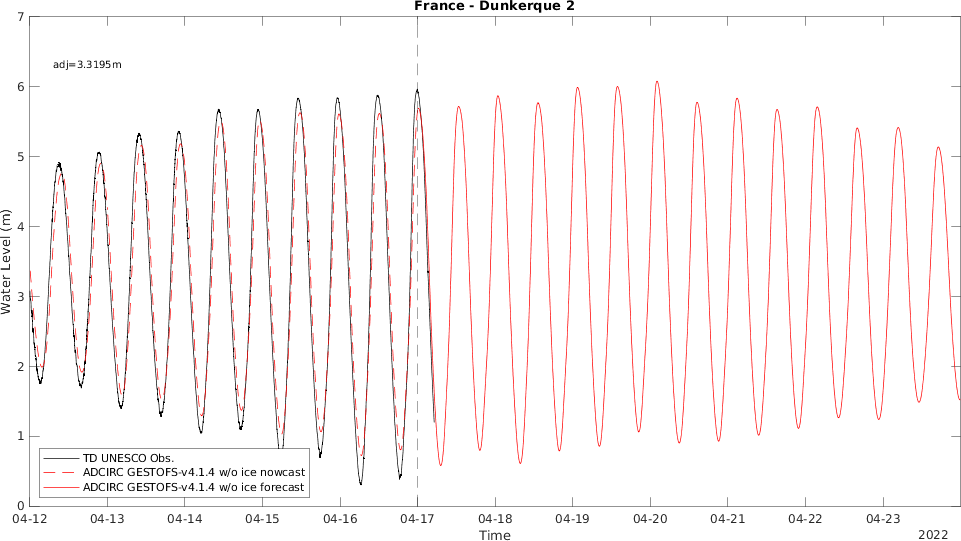 France - Dunkerque 2
7
6
5
4
3
2
1
0
Water Level (m)
adj=3.3195m
TD UNESCO Obs.
ADCIRC GESTOFS-v4.1.4 w/o ice nowcast
ADCIRC GESTOFS-v4.1.4 w/o ice forecast
04-12 04-13 04-14 04-15 04-16 04-17 04-18 04-19 04-20 04-21 04-22 04-23
Time
2022